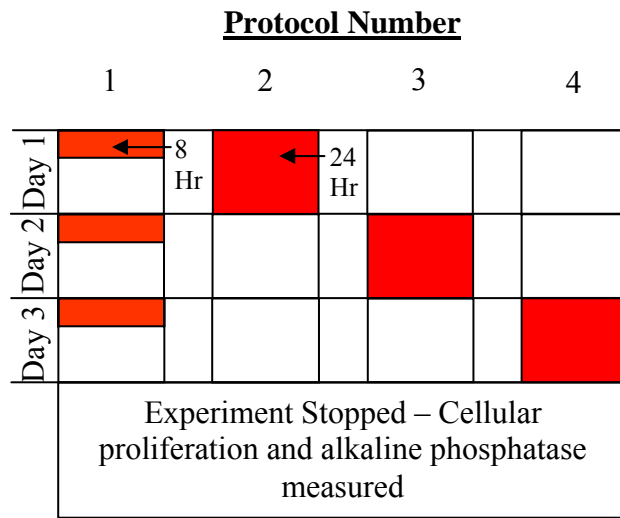 Protocol Number
1 2 3 4
Day 1
8
Hr
24
Hr
Day 2
Day 3
Experiment Stopped – Cellular
proliferation and alkaline phosphatase
measured